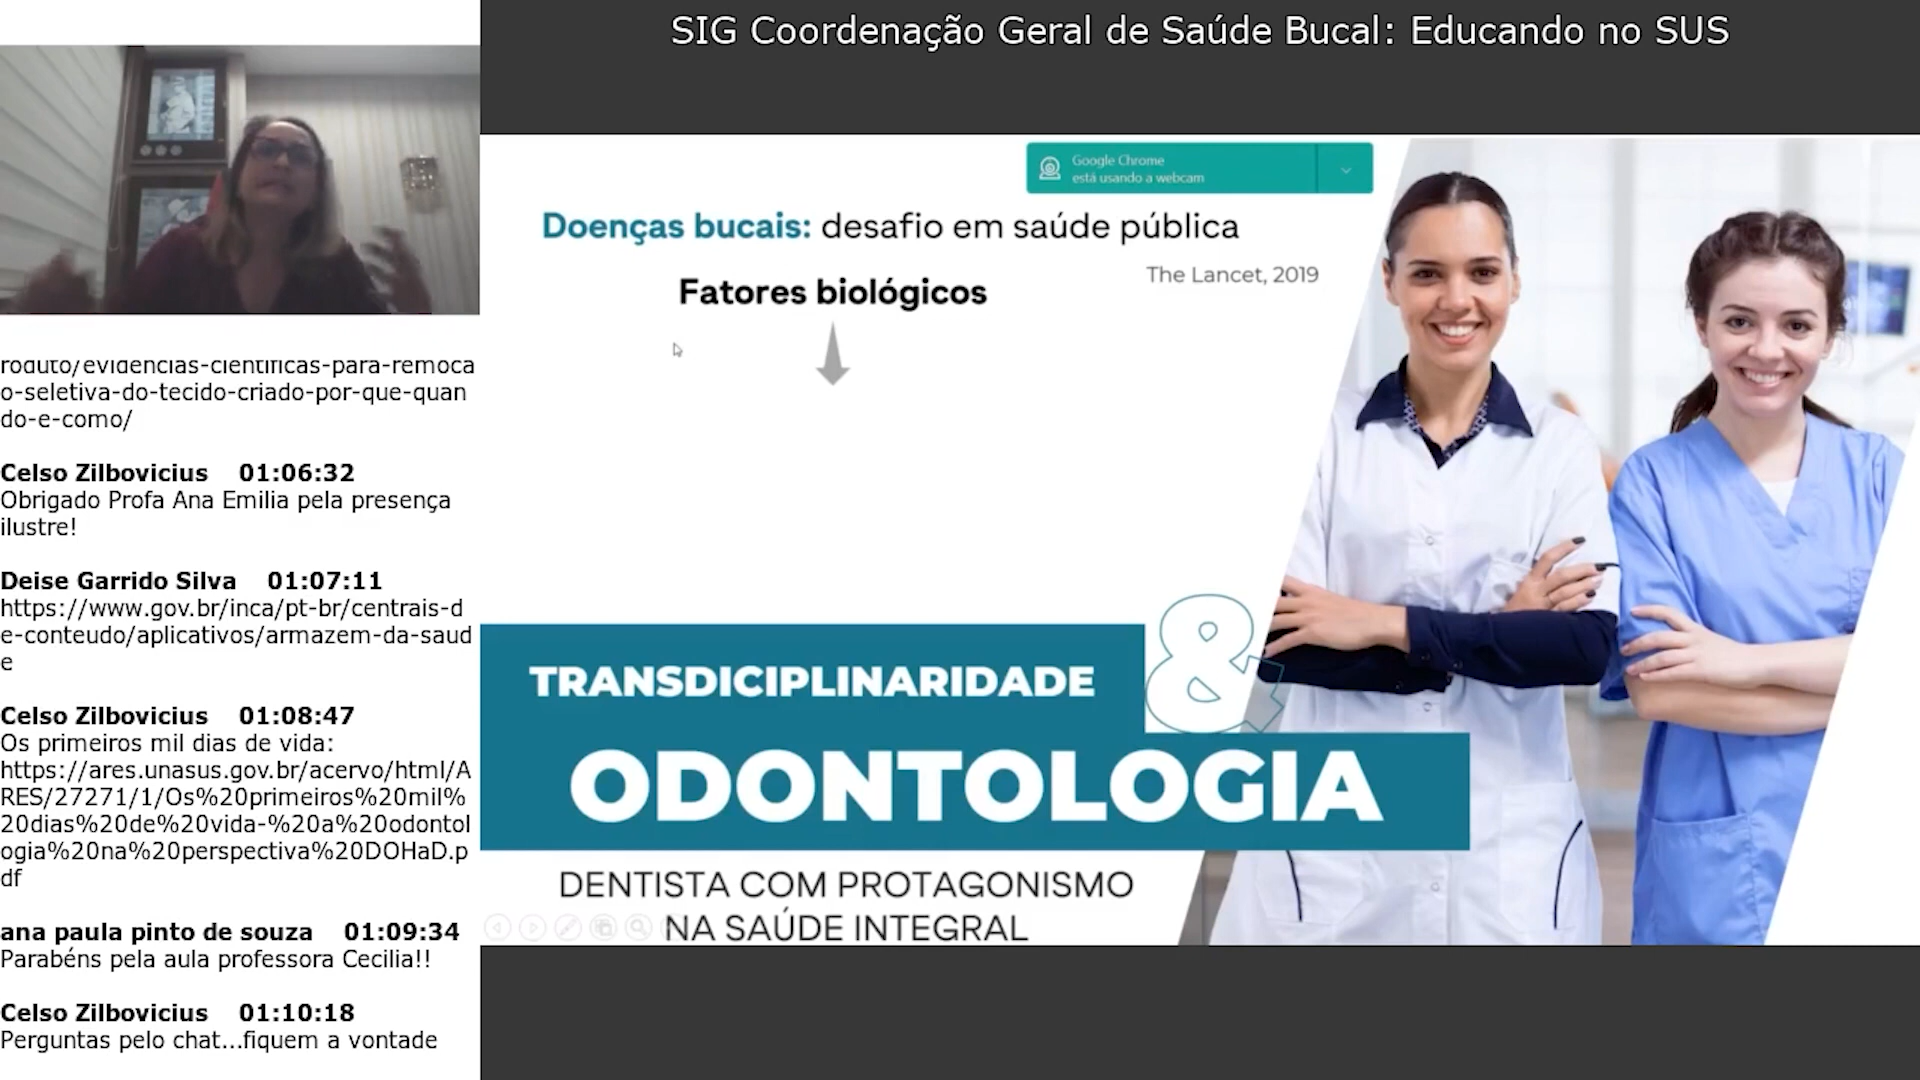 SIG Coordenação Geral de Saúde Bucal: Educando no SUS
Google Chrome
está usando a webcam
Doenças bucais: desafio em saúde pública
The Lancet, 2019
Fatores biológicos
TRANSDICIPLINARIDADE
&
ODONTOLOGIA
DENTISTA COM PROTAGONISMO
NA SAÚDE INTEGRAL
roduto/evidencias-cientificas-para-remoca
o-seletiva-do-tecido-criado-por-que-quan
do-e-como/
Celso Zilbovicius 01:06:32
Obrigado Profa Ana Emilia pela presença
ilustre!
Deise Garrido Silva 01:07:11
https://www.gov.br/inca/pt-br/centrais-d
e-conteudo/aplicativos/armazem-da-saud
e
Celso Zilbovicius 01:08:47
Os primeiros mil dias de vida:
https://ares.unasus.gov.br/acervo/html/A
RES/27271/1/Os%20primeiros%20mil%
20dias%20de%20vida-%20a%20odontol
ogia%20na%20perspectiva%20DOHaD.p
df
ana paula pinto de souza 01:09:34
Parabéns pela aula professora Cecilia!!
Celso Zilbovicius 01:10:18
Perguntas pelo chat...fiquem a vontade